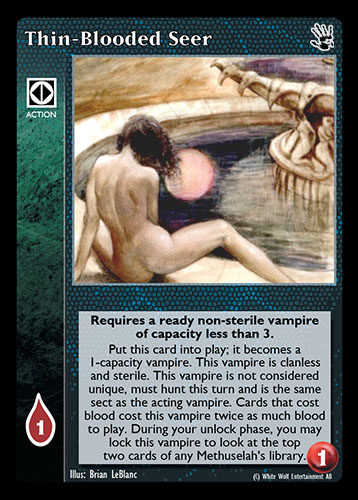 Thin-Blooded Seer
ACTION
Requires a ready non-sterile vampire
of capacity less than 3.
Put this card into play; it becomes a
1-capacity vampire. This vampire is clanless
and sterile. This vampire is not considered
unique, must hunt this turn and is the same
sect as the acting vampire. Cards that cost
blood cost this vampire twice as much blood
to play. During your unlock phase, you may
lock this vampire to look at the top
two cards of any Methuselah's library.
1
1
Illus: Brian LeBlanc
(C) White Wolf Entertainment AB